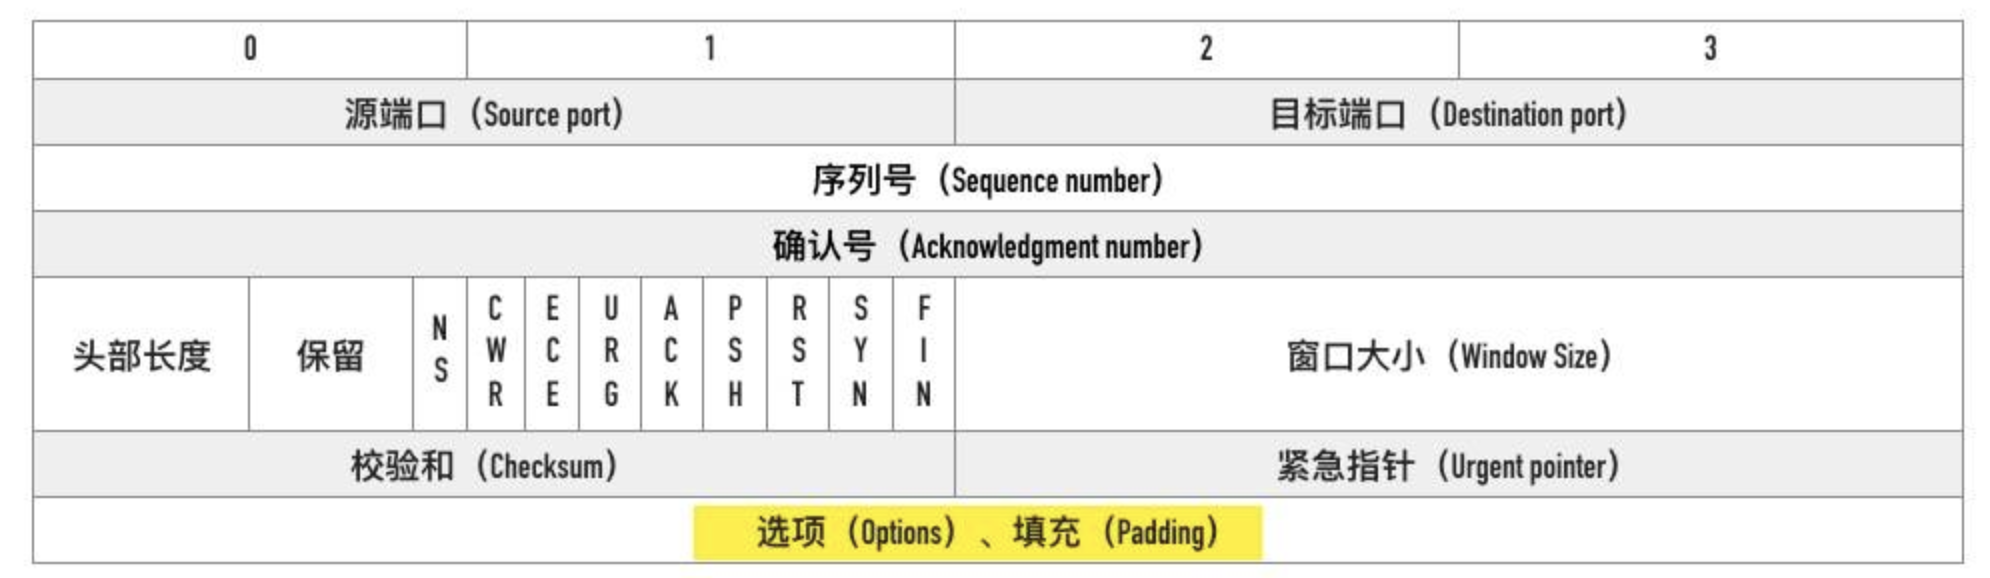 0 1 2 3
源端口（Source port） 目标端口（Destination port）
序列号（Sequence number）
确认号（Acknowledgment number）
头部长度 保留 NS CWR ECE URG ACK PSH RST SYN FIN 窗口大小（Window Size）
校验和（Checksum） 紧急指针（Urgent pointer）
选项（Options）、填充（Padding）